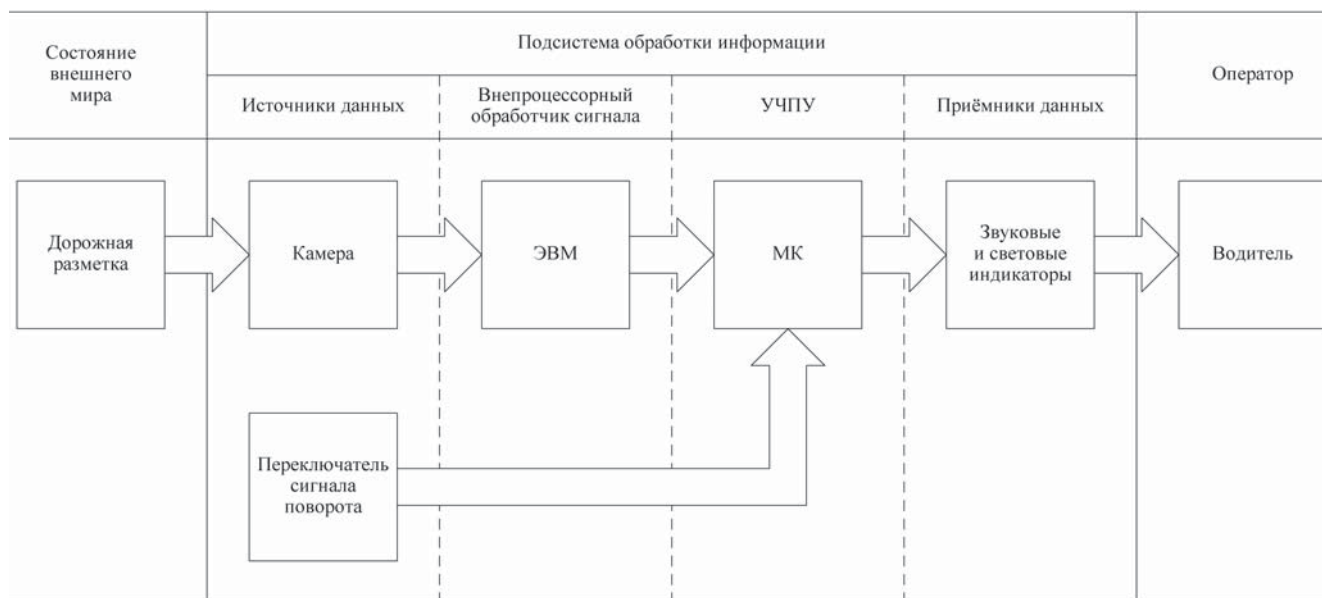 Состояние
внешнего
мира
Подсистема обработки информации
Оператор
Источники данных
Внепроцессорный
обработчик сигнала
УЧПУ
Приёмники данных
Дорожная
разметка
Камера
ЭВМ
МК
Звуковые
и световые
индикаторы
Водитель
Переключатель
сигнала
поворота